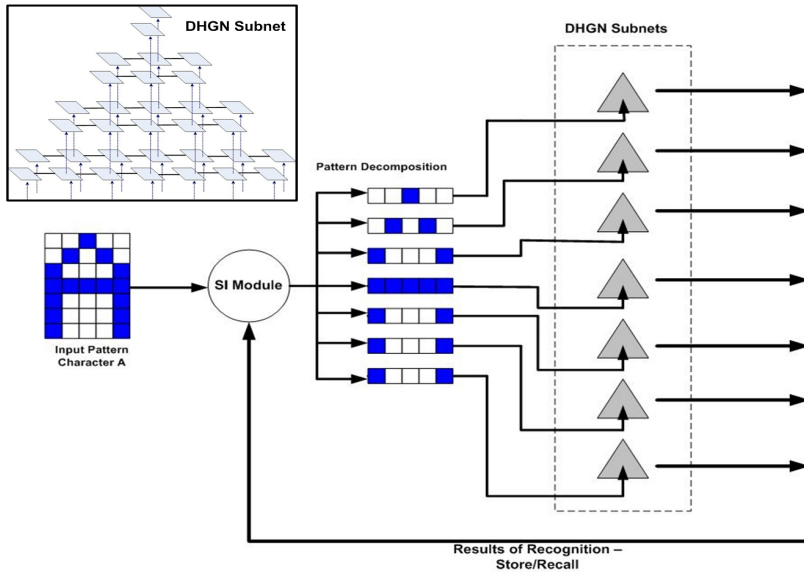 DHGN Subnet
DHGN Subnets
Pattern Decomposition
SI Module
Input Pattern
Character A
Results of Recognition –
Store/Recall